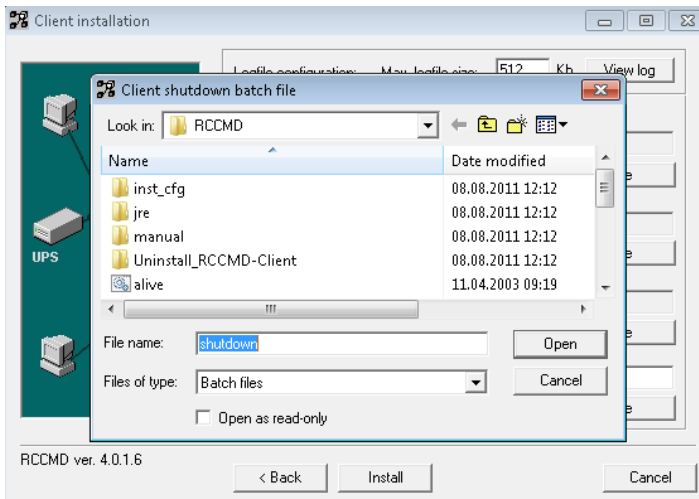 Client installation
Logfile configuration: Max. logfile size: 512 Kb View log
Client shutdown batch file
Look in: RCCMD
Name Date modified
inst_cfg 08.08.2011 12:12
jre 08.08.2011 12:12
manual 08.08.2011 12:12
Uninstall_RCCMD-Client 08.08.2011 12:12
alive 11.04.2003 09:19
UPS
File name: shutdown Open
Files of type: Batch files Cancel
Open as read-only
RCCMD ver. 4.0.1.6
< Back Install Cancel